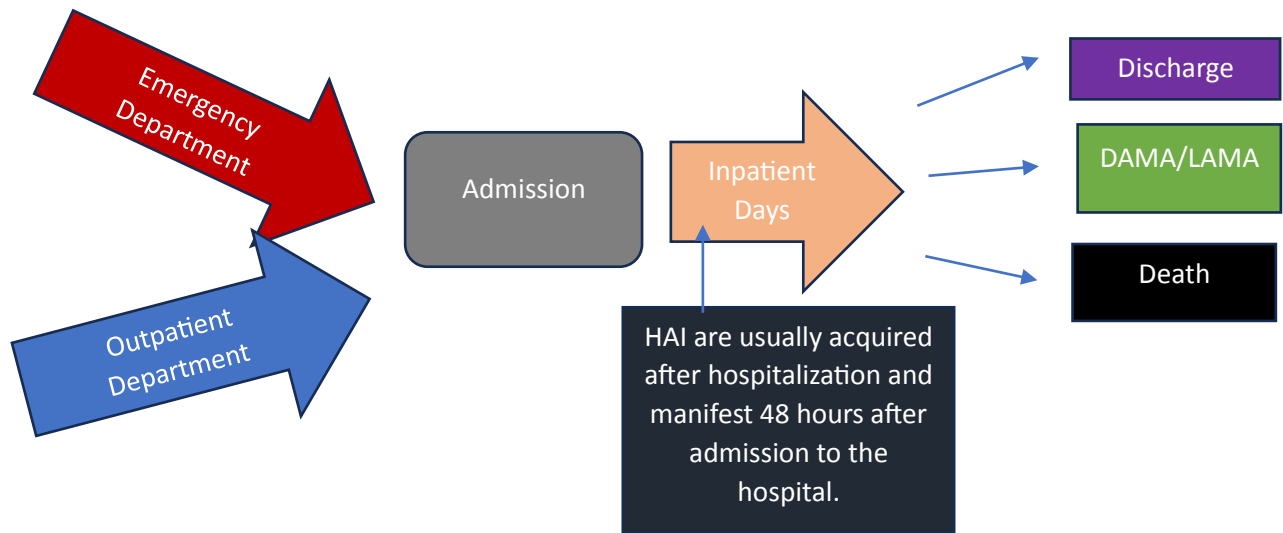 Emergency
Department
Outpatient
Department
Admission
Inpatient
Days
HAI are usually acquired
after hospitalization and
manifest 48 hours after
admission to the
hospital.
Discharge
DAMA/LAMA
Death